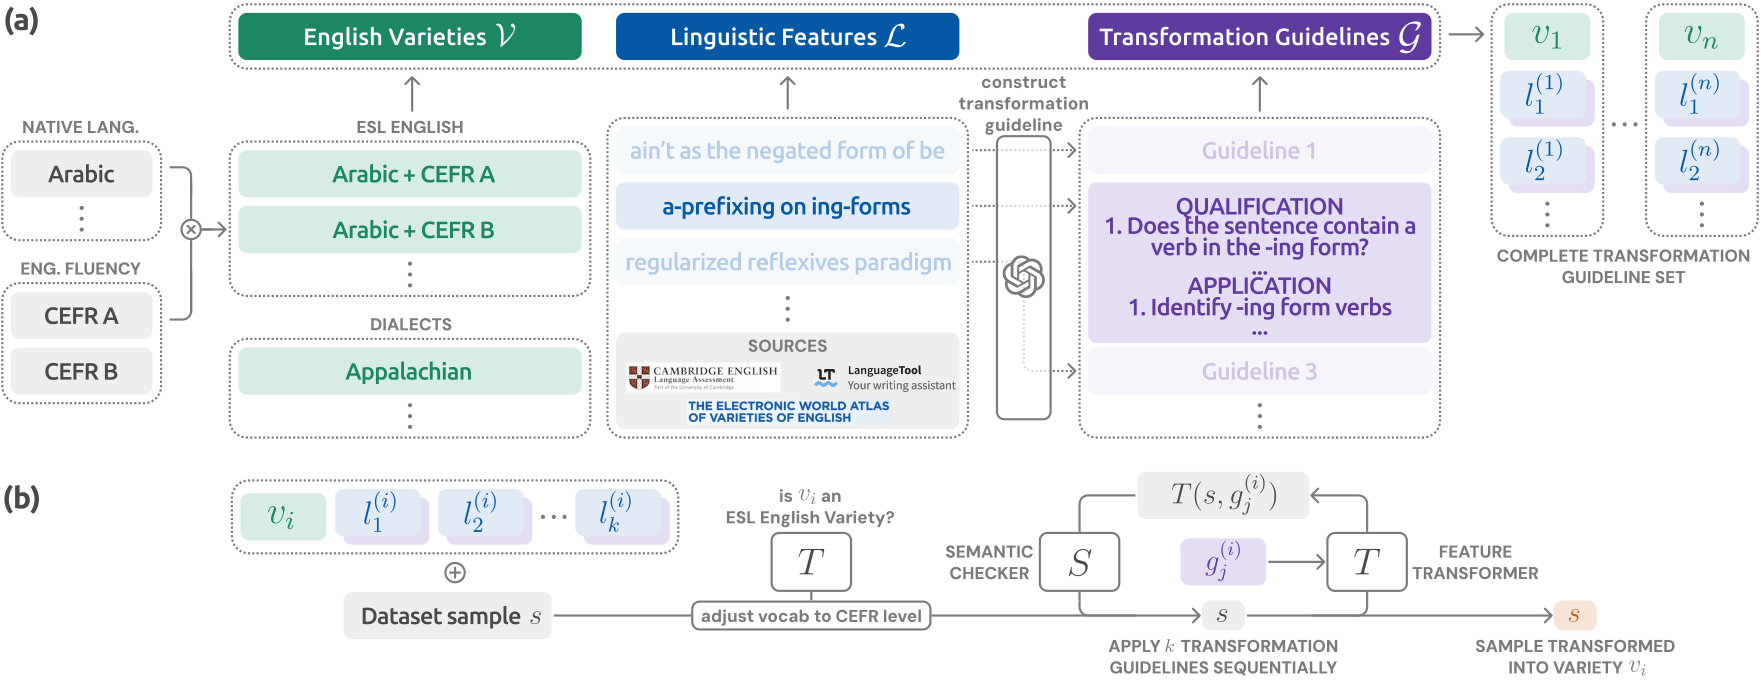 (a)
English Varieties 𝒱
Linguistic Features ℒ
Transformation Guidelines 𝒢
construct
transformation
guideline
NATIVE LANG.
Arabic
⋮
ENG. FLUENCY
CEFR A
CEFR B
⊗
ESL ENGLISH
Arabic + CEFR A
Arabic + CEFR B
⋮
DIALECTS
Appalachian
⋮
ain't as the negated form of be
a-prefixing on ing-forms
regularized reflexives paradigm
⋮
SOURCES
CAMBRIDGE ENGLISH
Language Assessment
Part of the University of Cambridge
LT
LanguageTool
Your writing assistant
THE ELECTRONIC WORLD ATLAS
OF VARIETIES OF ENGLISH
Guideline 1
QUALIFICATION
1. Does the sentence contain a
verb in the -ing form?
...
APPLICATION
1. Identify -ing form verbs
...
Guideline 3
⋮
v_1
l_1^{(1)}
l_2^{(1)}
⋮
...
v_n
l_1^{(n)}
l_2^{(n)}
⋮
COMPLETE TRANSFORMATION
GUIDELINE SET
(b)
v_i l_1^{(i)} l_2^{(i)} ... l_k^{(i)}
⊕
Dataset sample s
is v_i an
ESL English Variety?
T
adjust vocab to CEFR level
T(s, g_j^{(i)})
SEMANTIC
CHECKER
S
g_j^{(i)}
T
FEATURE
TRANSFORMER
s
APPLY k TRANSFORMATION
GUIDELINES SEQUENTIALLY
s
SAMPLE TRANSFORMED
INTO VARIETY v_i